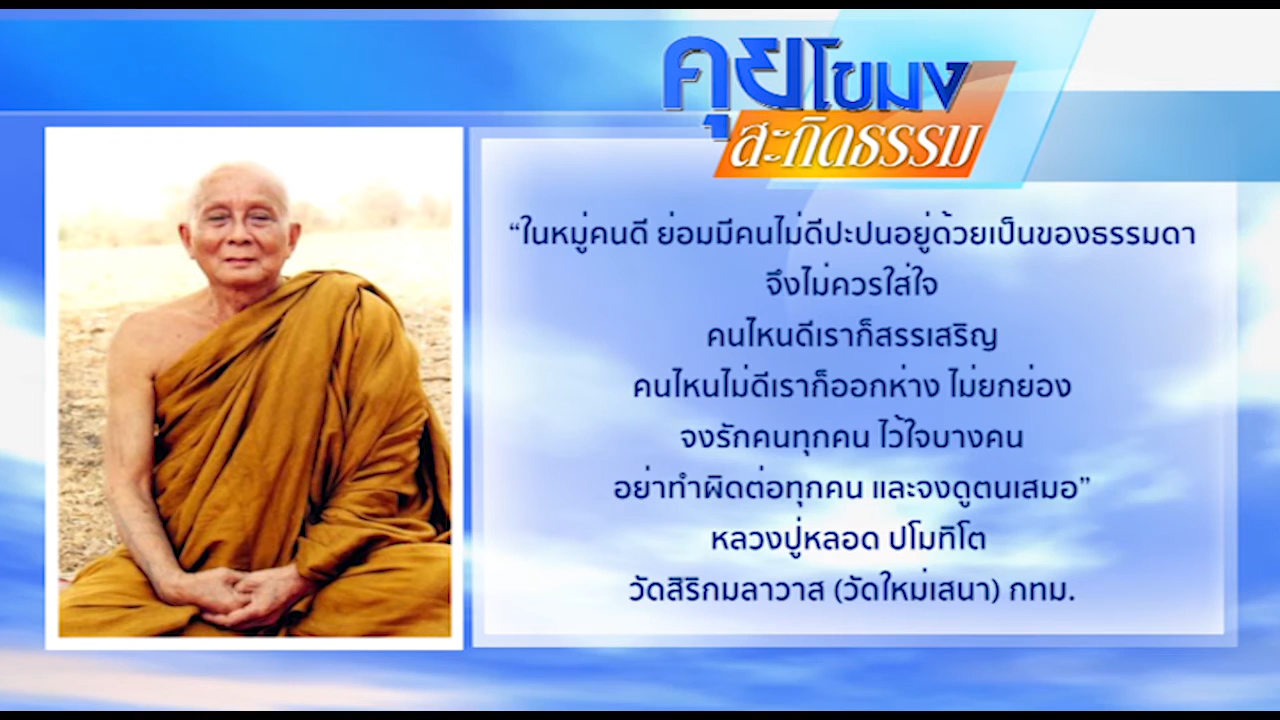 คุยโขมง
สะกิดธรรม
“ในหมู่คนดี ย่อมมีคนไม่ดีปะปนอยู่ด้วยเป็นของธรรมดา
จึงไม่ควรใส่ใจ
คนไหนดีเราก็สรรเสริญ
คนไหนไม่ดีเราก็ออกห่าง ไม่ยกย่อง
จงรักคนทุกคน ไว้ใจบางคน
อย่าทำผิดต่อทุกคน และจงดูตนเสมอ”
หลวงปู่หลอด ปโมทิโต
วัดสิริกมลาวาส (วัดใหม่เสนา) กทม.